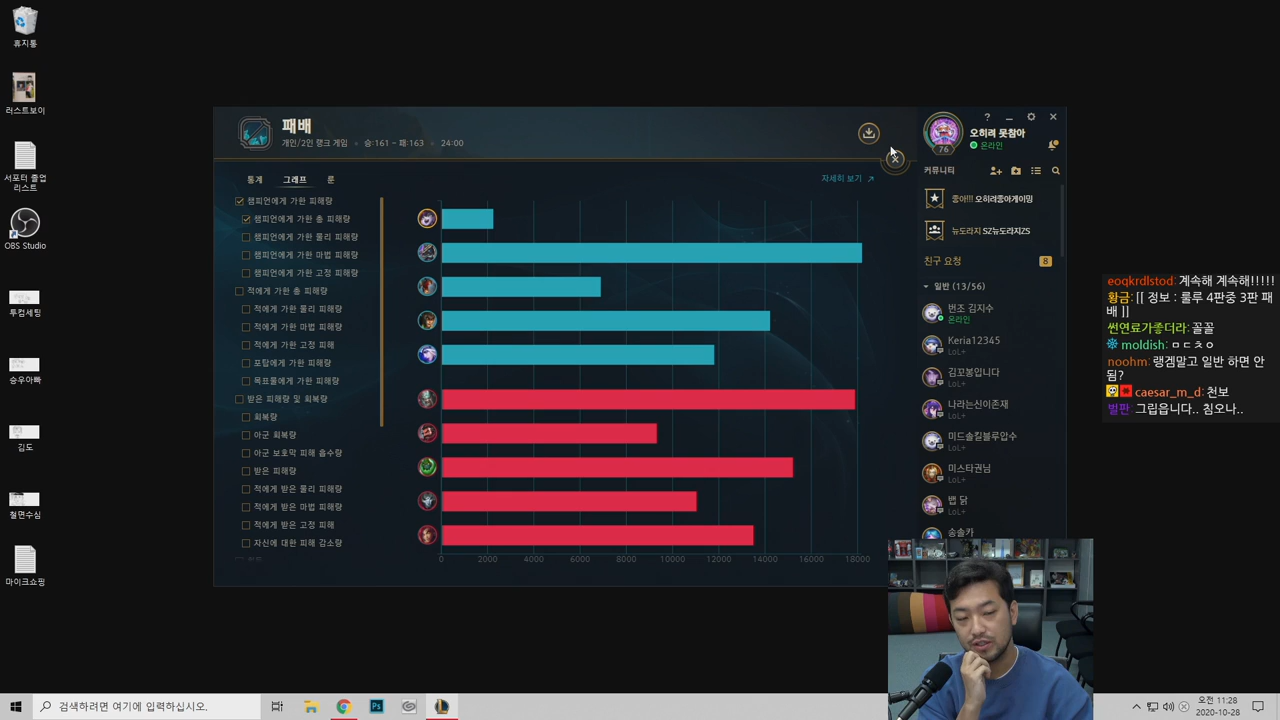 휴지통
러스트보이
서포터 졸업
리스트
OBS Studio
투컴세팅
승우아빠
김도
철면수심
마이크쇼핑
패배
개인/2인 랭크 게임 승:161 - 패:163 24:00
통계 그래프 룬
자세히 보기
챔피언에게 가한 피해량
챔피언에게 가한 총 피해량
챔피언에게 가한 물리 피해량
챔피언에게 가한 마법 피해량
챔피언에게 가한 고정 피해량
적에게 가한 총 피해량
적에게 가한 물리 피해량
적에게 가한 마법 피해량
적에게 가한 고정 피해
포탑에게 가한 피해량
목표물에게 가한 피해량
받은 피해량 및 회복량
회복량
아군 회복량
아군 보호막 피해 흡수량
받은 피해량
적에게 받은 물리 피해량
적에게 받은 마법 피해량
적에게 받은 고정 피해
자신에 대한 피해 감소량
0 2000 4000 6000 8000 10000 12000 14000 16000 18000
오히려 못참아
76
온라인
커뮤니티
좋아!!! 오히려좋아게이밍
뉴도라지 SZ뉴도라지ZS
친구 요청 8
일반 (13/56)
번조 김지수
온라인
Keria12345
LoL+
김꼬봉입니다
LoL+
나라는신이존재
LoL+
미드솔킬블루압수
LoL+
미스타권님
LoL+
뱁 닭
LoL+
송솔카
eoqkrdlstod: 계속해 계속해!!!!!
황금: [[ 정보 : 룰루 4판중 3판 패
배 ]]
썬연료가좋더라: 꼴꼴
moldish: ㅁㄷㅊㅇ
noohm: 랭겜말고 일반 하면 안
됨?
caesar_m_d: 천보
벌판: 그럽읍니다.. 침오나..
검색하려면 여기에 입력하십시오.
Ps
오전 11:28
2020-10-28